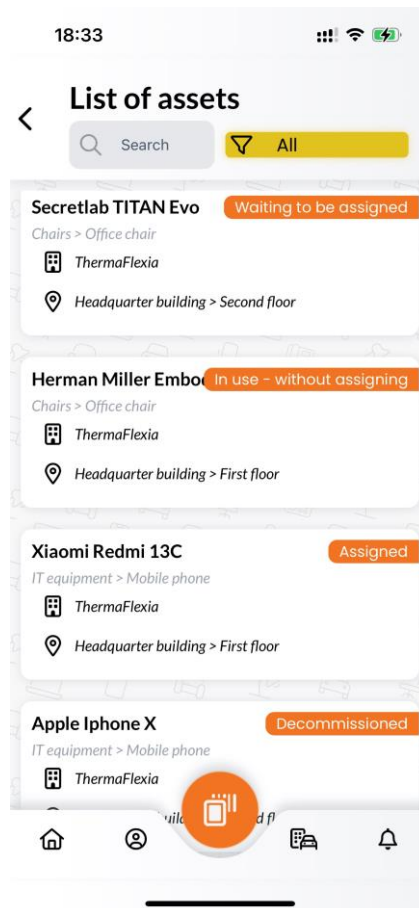 18:33
List of assets
Search
All
Secretlab TITAN Evo
Waiting to be assigned
Chairs > Office chair
ThermaFlexia
Headquarter building > Second floor
Herman Miller
In use - without assigning
Chairs > Office chair
ThermaFlexia
Headquarter building > First floor
Xiaomi Redmi 13C
Assigned
IT equipment > Mobile phone
ThermaFlexia
Headquarter building > First floor
Apple Iphone X
Decommissioned
IT equipment > Mobile phone
ThermaFlexia